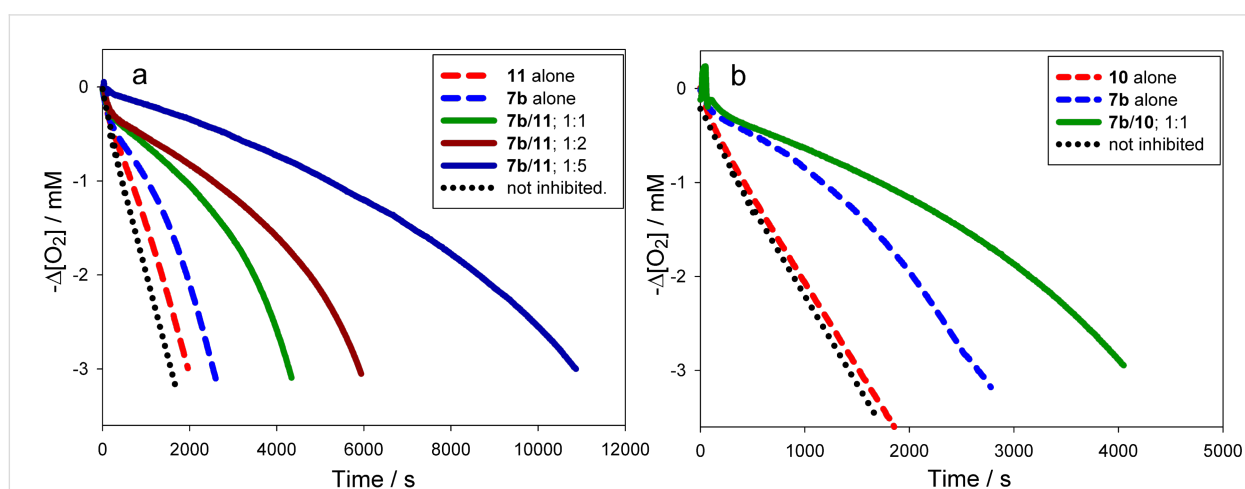 a
11 alone
7b alone
7b/11; 1:1
7b/11; 1:2
7b/11; 1:5
not inhibited.
-Δ[O2] / mM
0
-1
-2
-3
0
2000
4000
6000
8000
10000
12000
Time / s
b
10 alone
7b alone
7b/10; 1:1
not inhibited
-Δ[O2] / mM
0
-1
-2
-3
0
1000
2000
3000
4000
5000
Time / s